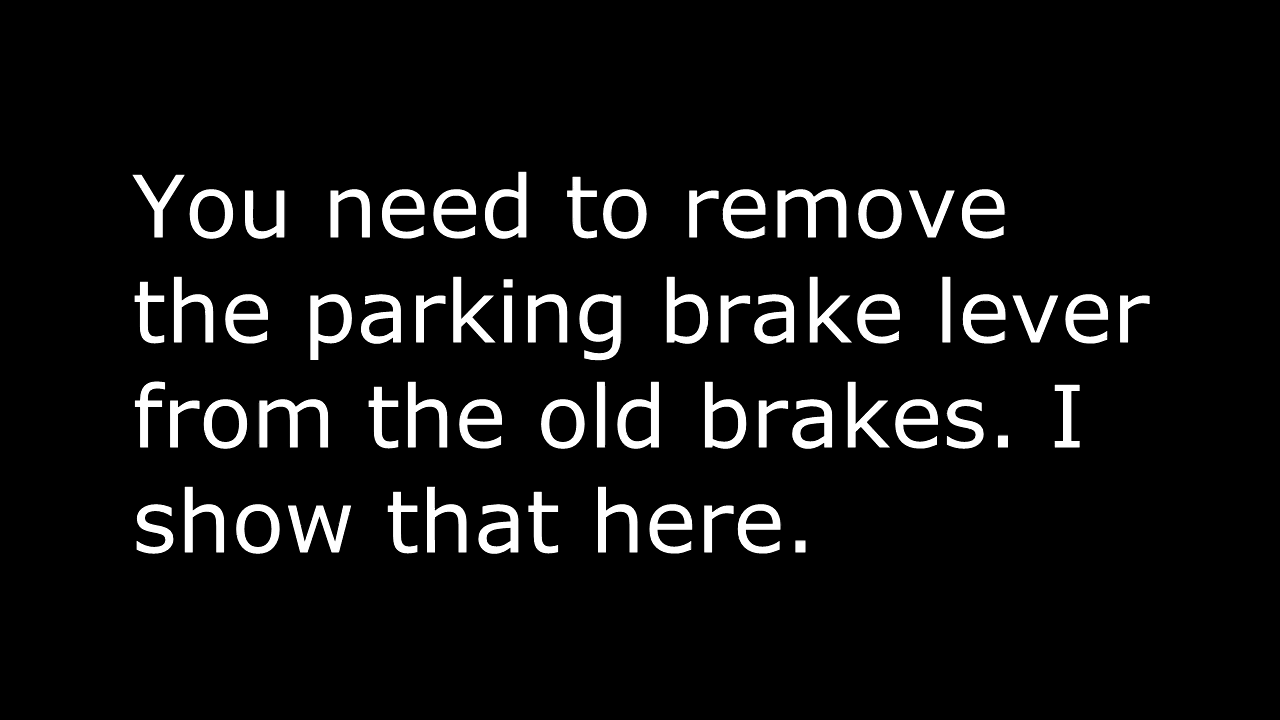 You need to remove
the parking brake lever
from the old brakes. I
show that here.